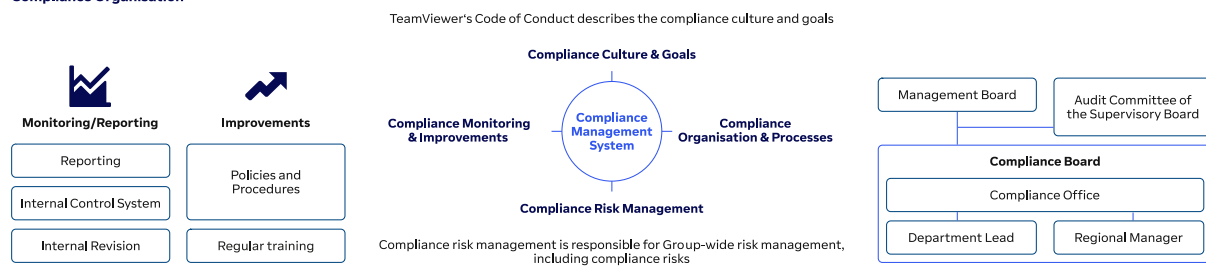 Compliance Organisation
TeamViewer's Code of Conduct describes the compliance culture and goals
Monitoring/Reporting
Reporting
Internal Control System
Internal Revision
Improvements
Policies and
Procedures
Regular training
Compliance Culture & Goals
Compliance Monitoring
& Improvements
Compliance
Management
System
Compliance
Organisation & Processes
Compliance Risk Management
Compliance risk management is responsible for Group-wide risk management,
including compliance risks
Management Board
Audit Committee of
the Supervisory Board
Compliance Board
Compliance Office
Department Lead
Regional Manager